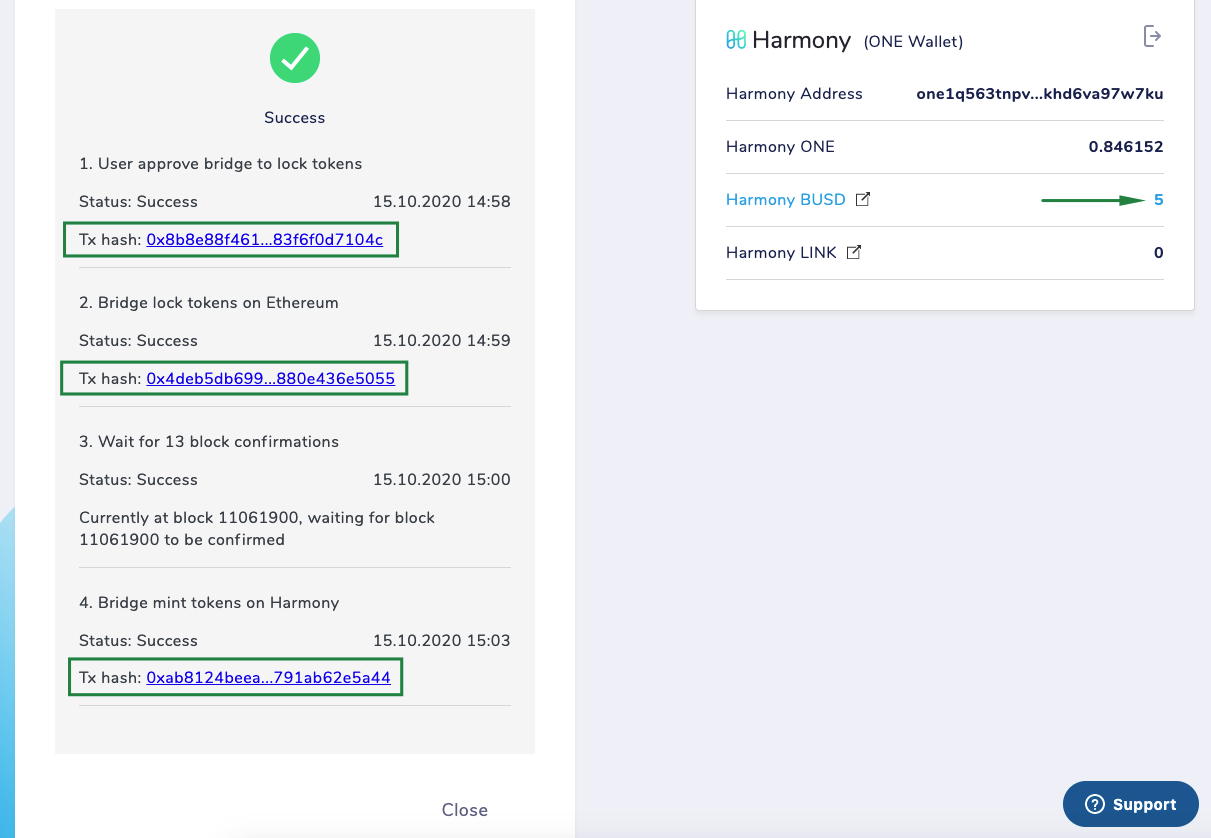 Success
1. User approve bridge to lock tokens
Status: Success 15.10.2020 14:58
Tx hash: 0x8b8e88f461...83f6f0d7104c
2. Bridge lock tokens on Ethereum
Status: Success 15.10.2020 14:59
Tx hash: 0x4deb5db699...880e436e5055
3. Wait for 13 block confirmations
Status: Success 15.10.2020 15:00
Currently at block 11061900, waiting for block
11061900 to be confirmed
4. Bridge mint tokens on Harmony
Status: Success 15.10.2020 15:03
Tx hash: 0xab8124beea...791ab62e5a44
Close
Harmony (ONE Wallet)
Harmony Address one1q563tnpv...khd6va97w7ku
Harmony ONE 0.846152
Harmony BUSD 5
Harmony LINK 0
Support